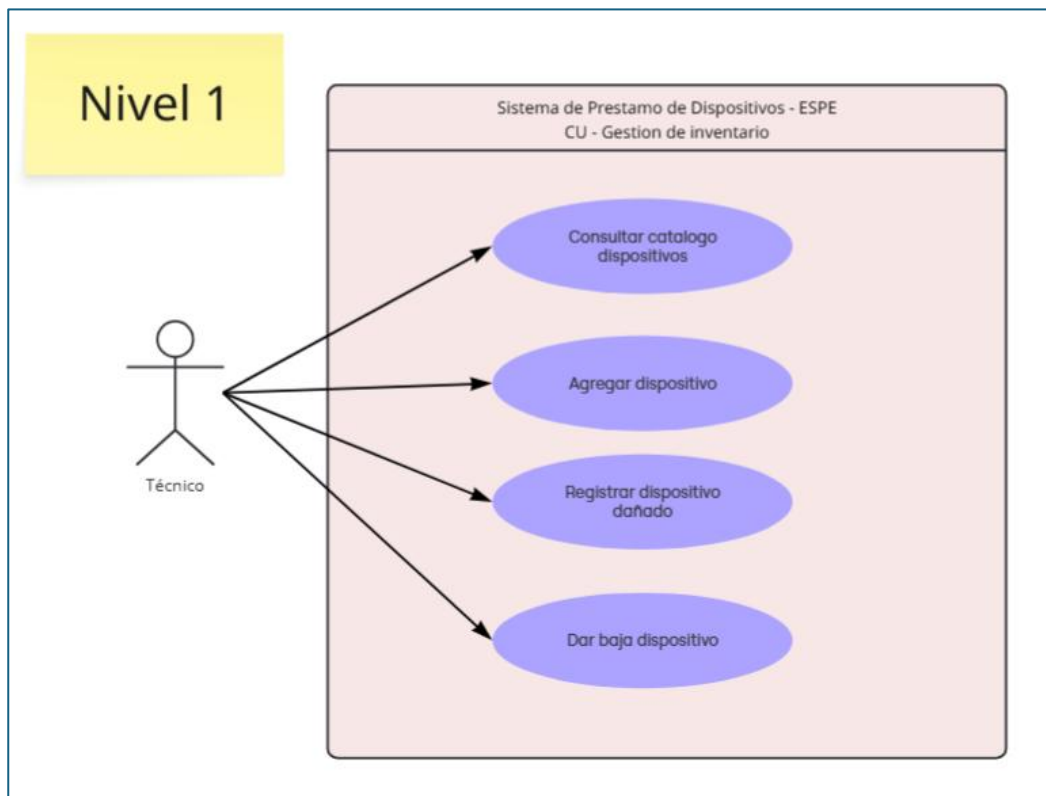 Nivel 1
Sistema de Prestamo de Dispositivos - ESPE
CU - Gestion de inventario
Consultar catalogo
dispositivos
Agregar dispositivo
Registrar dispositivo
dañado
Dar baja dispositivo
Técnico